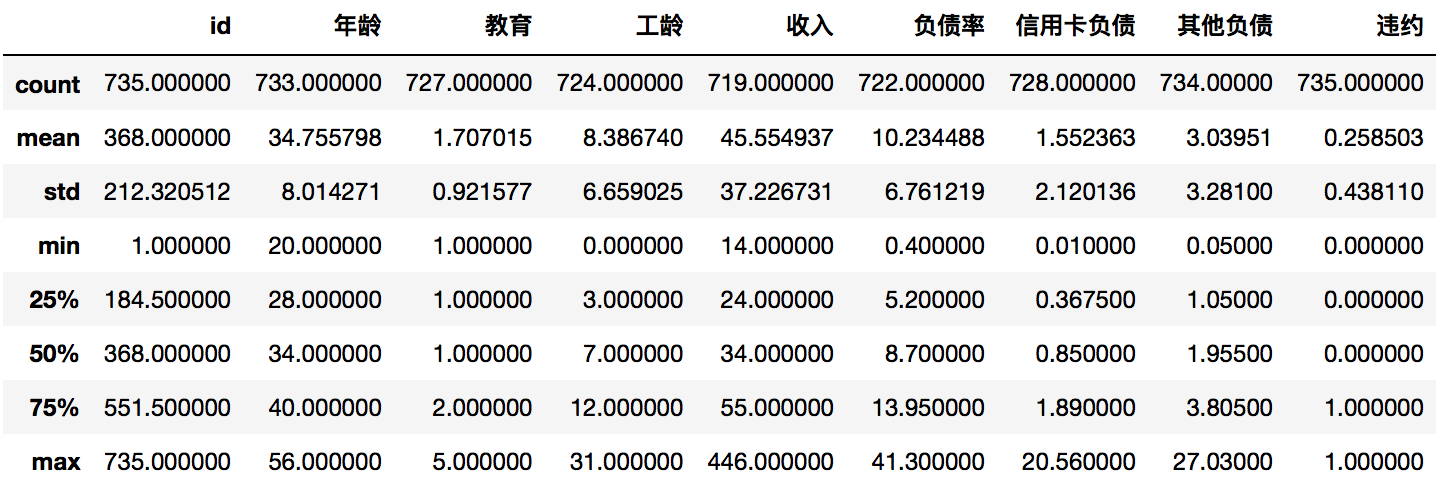 id 年龄 教育 工龄 收入 负债率 信用卡负债 其他负债 违约
count 735.000000 733.000000 727.000000 724.000000 719.000000 722.000000 728.000000 734.00000 735.000000
mean 368.000000 34.755798 1.707015 8.386740 45.554937 10.234488 1.552363 3.03951 0.258503
std 212.320512 8.014271 0.921577 6.659025 37.226731 6.761219 2.120136 3.28100 0.438110
min 1.000000 20.000000 1.000000 0.000000 14.000000 0.400000 0.010000 0.05000 0.000000
25% 184.500000 28.000000 1.000000 3.000000 24.000000 5.200000 0.367500 1.05000 0.000000
50% 368.000000 34.000000 1.000000 7.000000 34.000000 8.700000 0.850000 1.95500 0.000000
75% 551.500000 40.000000 2.000000 12.000000 55.000000 13.950000 1.890000 3.80500 1.000000
max 735.000000 56.000000 5.000000 31.000000 446.000000 41.300000 20.560000 27.03000 1.000000